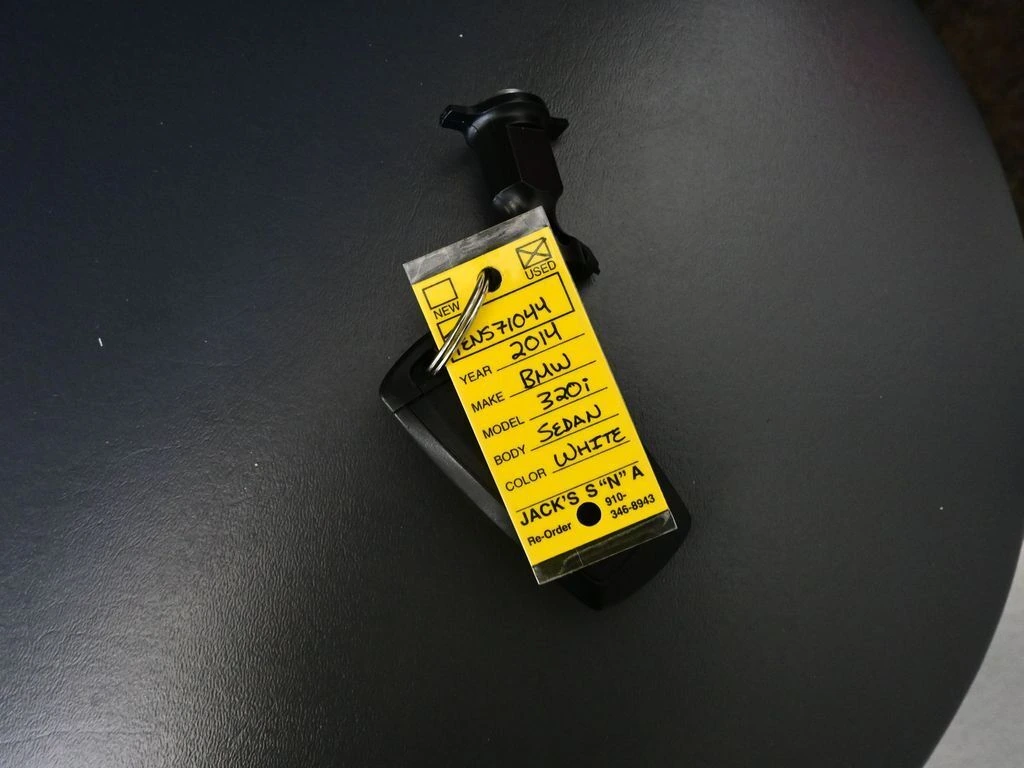 NEW USED
ENS71044
YEAR 2014
MAKE BMW
MODEL 320i
BODY SEDAN
COLOR WHITE
JACK'S S "N" A
Re-Order 910-346-8943